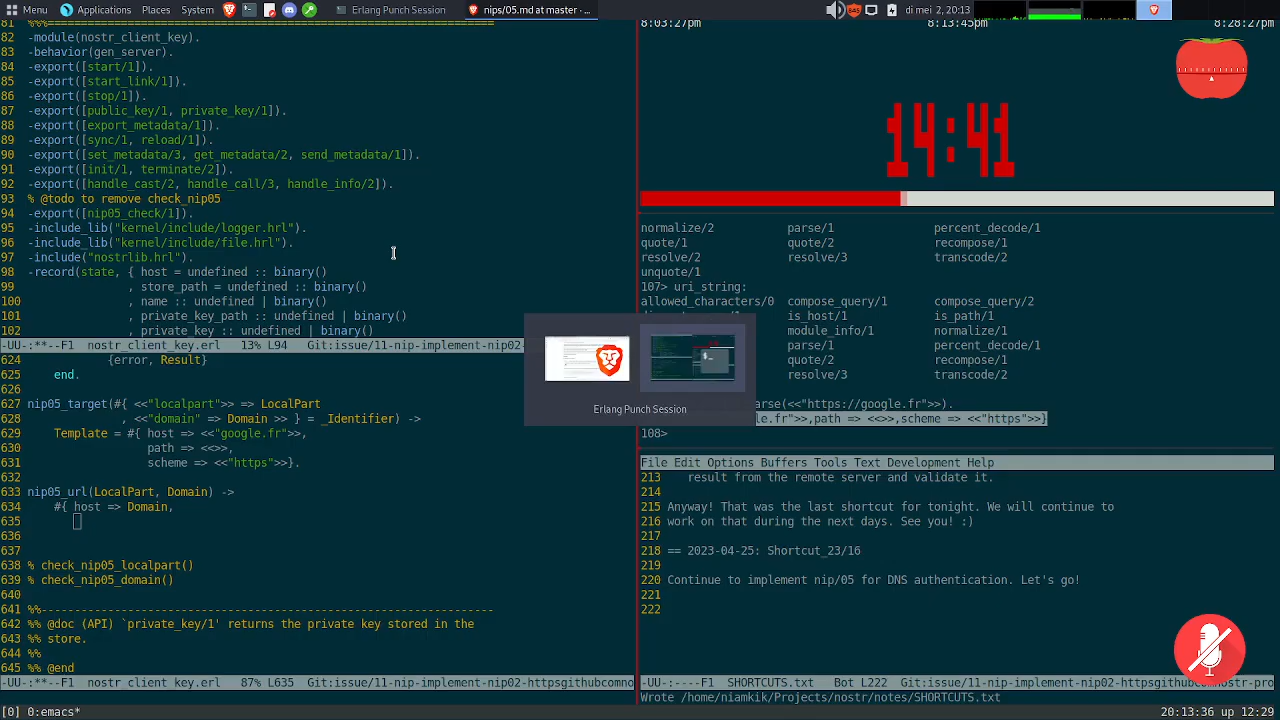 Menu Applications Places System Erlang Punch Session nips/05.md at master · ... di mei 2, 20:13
81 %%%====================================================================
82 -module(nostr_client_key).
83 -behavior(gen_server).
84 -export([start/1]).
85 -export([start_link/1]).
86 -export([stop/1]).
87 -export([public_key/1, private_key/1]).
88 -export([export_metadata/1]).
89 -export([sync/1, reload/1]).
90 -export([set_metadata/3, get_metadata/2, send_metadata/1]).
91 -export([init/1, terminate/2]).
92 -export([handle_cast/2, handle_call/3, handle_info/2]).
93 % @todo to remove check_nip05
94 -export([nip05_check/1]).
95 -include_lib("kernel/include/logger.hrl").
96 -include_lib("kernel/include/file.hrl").
97 -include("nostrlib.hrl").
98 -record(state, { host = undefined :: binary()
99 , store_path = undefined :: binary()
100 , name :: undefined | binary()
101 , private_key_path :: undefined | binary()
102 , private_key :: undefined | binary()
-UU-:**--F1 nostr_client_key.erl 13% L94 Git:issue/11-nip-implement-nip02-
624 {error, Result}
625 end.
626
627 nip05_target(#{ <<"localpart">> => LocalPart
628 , <<"domain" => Domain >> } = _Identifier) ->
629 Template = #{ host => <<"google.fr">>,
630 path => <<>>,
631 scheme => <<"https">>}.
632
633 nip05_url(LocalPart, Domain) ->
634 #{ host => Domain,
635
636
637
638 % check_nip05_localpart()
639 % check_nip05_domain()
640
641 %%--------------------------------------------------------------------
642 %% @doc (API) `private_key/1' returns the private key stored in the
643 %% store.
644 %%
645 %% @end
-UU-:**--F1 nostr_client_key.erl 87% L635 Git:issue/11-nip-implement-nip02-httpsgithubcomno
8:03:27pm 8:13:45pm 8:28:27pm
14:41
normalize/2 parse/1 percent_decode/1
quote/1 quote/2 recompose/1
resolve/2 resolve/3 transcode/2
unquote/1
107> uri_string:
allowed_characters/0 compose_query/1 compose_query/2
is_host/1 is_path/1
module_info/1 normalize/1
parse/1 percent_decode/1
quote/2 recompose/1
resolve/3 transcode/2
Erlang Punch Session
arse(<<"https://google.fr">>).
le.fr">>,path => <<>>,scheme => <<"https">>}
108>
File Edit Options Buffers Tools Text Development Help
213 result from the remote server and validate it.
214
215 Anyway! That was the last shortcut for tonight. We will continue to
216 work on that during the next days. See you! :)
217
218 == 2023-04-25: Shortcut_23/16
219
220 Continue to implement nip/05 for DNS authentication. Let's go!
221
222
-UU-:----F1 SHORTCUTS.txt Bot L222 Git:issue/11-nip-implement-nip02-httpsgithubcomnostr-pro
Wrote /home/niamkik/Projects/nostr/notes/SHORTCUTS.txt
[0] 0:emacs* 20:13:36 up 12:29